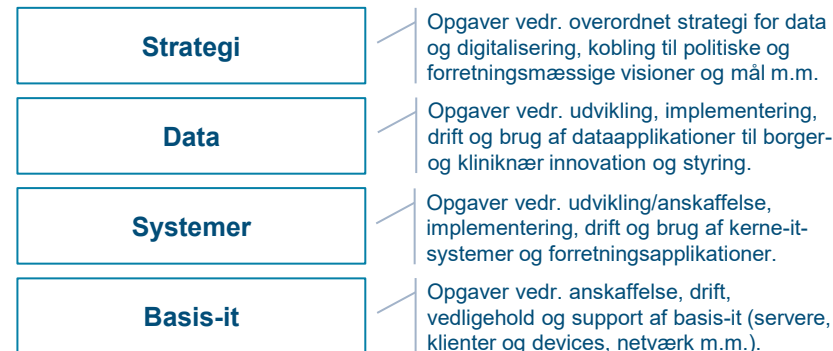 Strategi
Opgaver vedr. overordnet strategi for data
og digitalisering, kobling til politiske og
forretningsmæssige visioner og mål m.m.
Data
Opgaver vedr. udvikling, implementering,
drift og brug af dataapplikationer til borger-
og kliniknær innovation og styring.
Systemer
Opgaver vedr. udvikling/anskaffelse,
implementering, drift og brug af kerne-it-
systemer og forretningsapplikationer.
Basis-it
Opgaver vedr. anskaffelse, drift,
vedligehold og support af basis-it (servere,
klienter og devices, netværk m.m.).